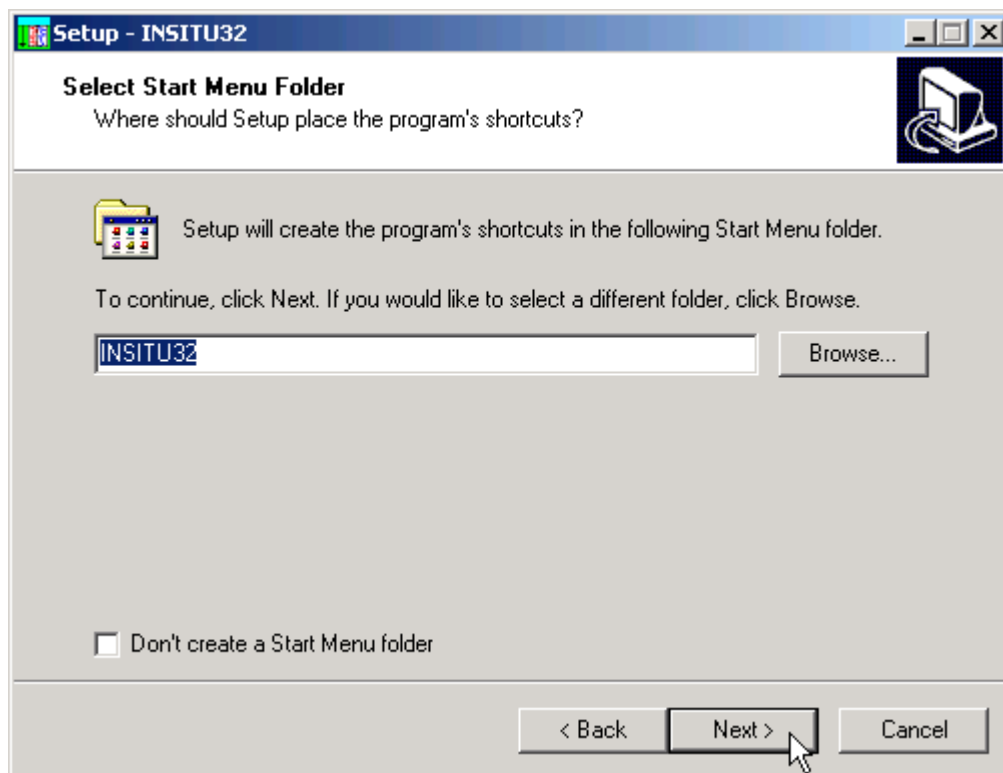 Setup - INSITU32
Select Start Menu Folder
Where should Setup place the program's shortcuts?
Setup will create the program's shortcuts in the following Start Menu folder.
To continue, click Next. If you would like to select a different folder, click Browse.
INSITU32
Browse...
Don't create a Start Menu folder
< Back
Next >
Cancel